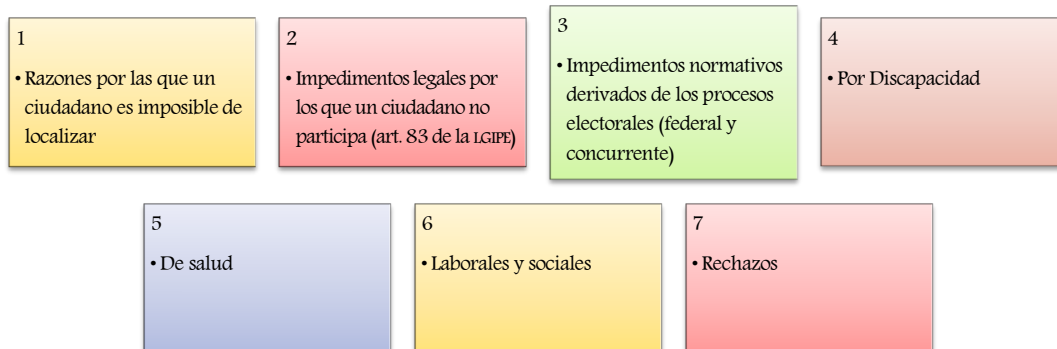 1
• Razones por las que un
ciudadano es imposible de
localizar
2
• Impedimentos legales por
los que un ciudadano no
participa (art. 83 de la LGIPE)
3
• Impedimentos normativos
derivados de los procesos
electorales (federal y
concurrente)
4
• Por Discapacidad
5
• De salud
6
• Laborales y sociales
7
• Rechazos